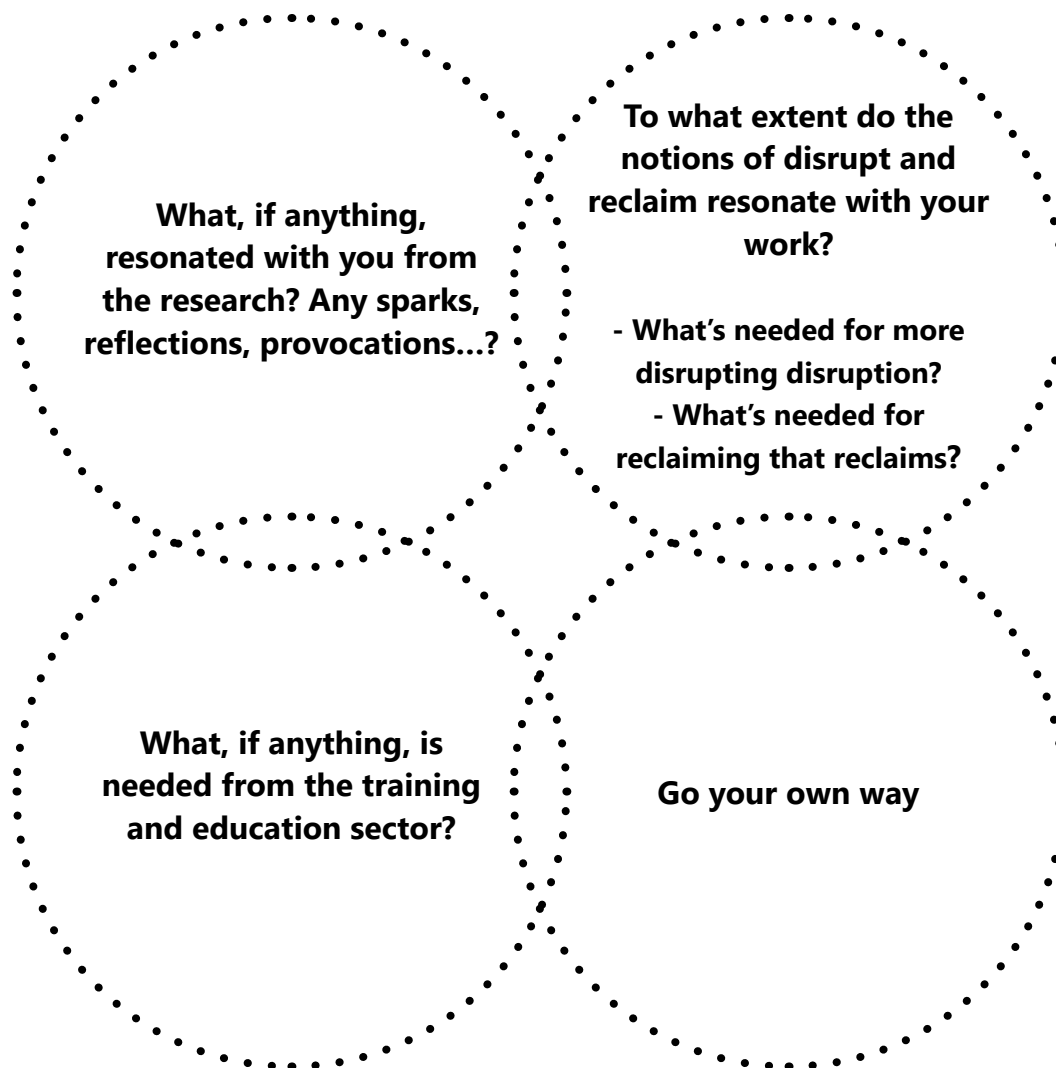 What, if anything,
resonated with you from
the research? Any sparks,
reflections, provocations...?
To what extent do the
notions of disrupt and
reclaim resonate with your
work?
- What’s needed for more
disrupting disruption?
- What’s needed for
reclaiming that reclaims?
What, if anything, is
needed from the training
and education sector?
Go your own way